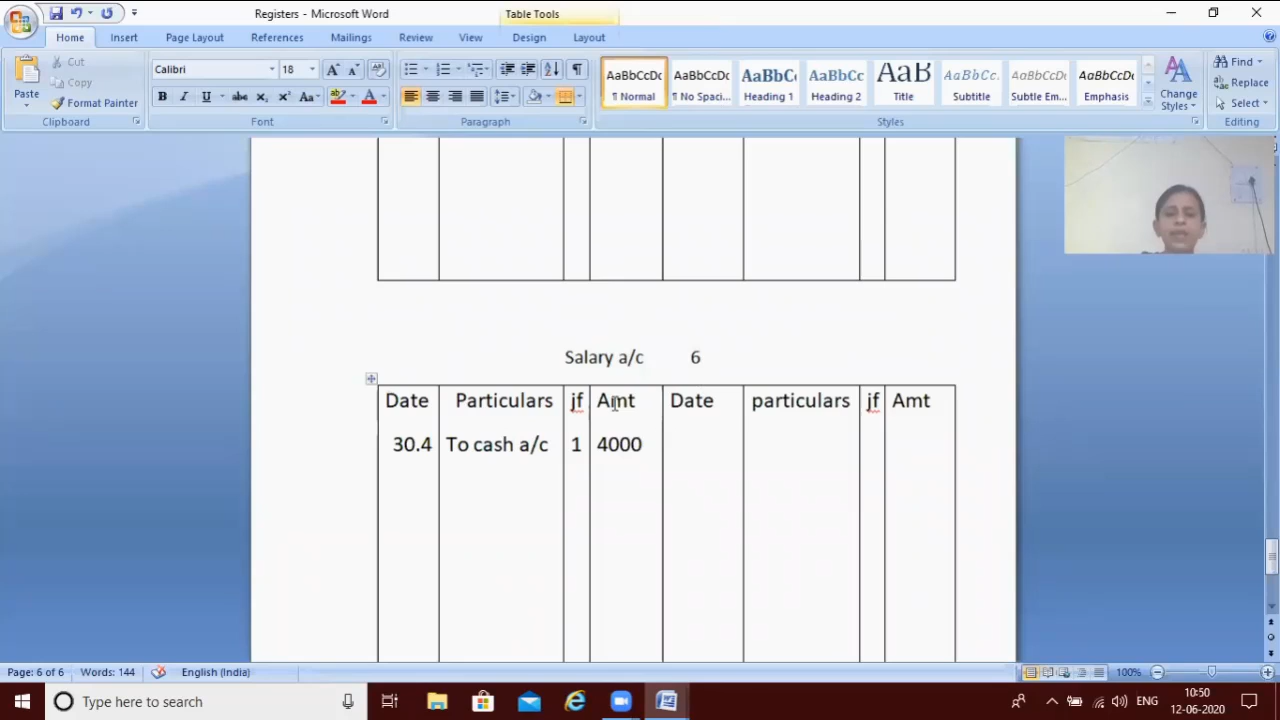 Registers - Microsoft Word
Table Tools
Home Insert Page Layout References Mailings Review View Design Layout
Paste
Cut
Copy
Format Painter
Clipboard
Calibri 18
Font
Paragraph
AaBbCcDc AaBbCcDc AaBbC AaBbCc AaB AaBbCc. AaBbCcDc AaBbCcDc
¶ Normal ¶ No Spaci... Heading 1 Heading 2 Title Subtitle Subtle Em... Emphasis
Styles
Change Styles
Find
Replace
Select
Editing
Salary a/c 6
Date Particulars jf Amt Date particulars jf Amt
30.4 To cash a/c 1 4000
Page: 6 of 6 Words: 144 English (India) 100%
Type here to search
ENG
10:50
12-06-2020